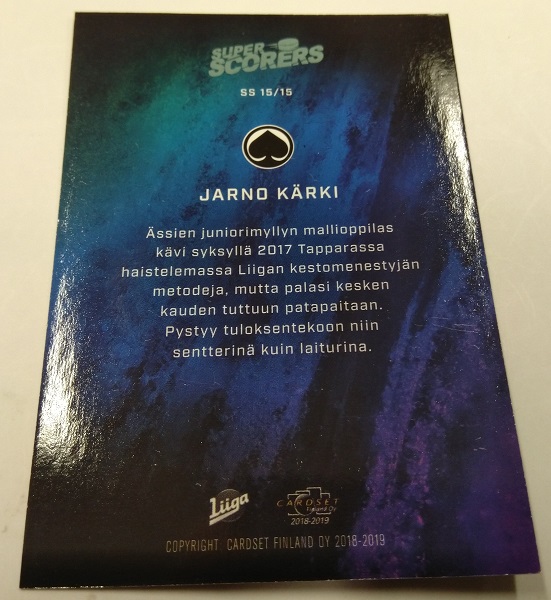 SUPER
SCORERS
SS 15/15
JARNO KÄRKI
Ässien juniorimyllyn mallioppilas
kävi syksyllä 2017 Tapparassa
haistelemassa Liigan kestomenestyjän
metodeja, mutta palasi kesken
kauden tuttuun patapaitaan.
Pystyy tuloksentekoon niin
sentterinä kuin laiturina.
Liiga
CARDSET
Finland Oy
2018-2019
COPYRIGHT: CARDSET FINLAND OY 2018-2019